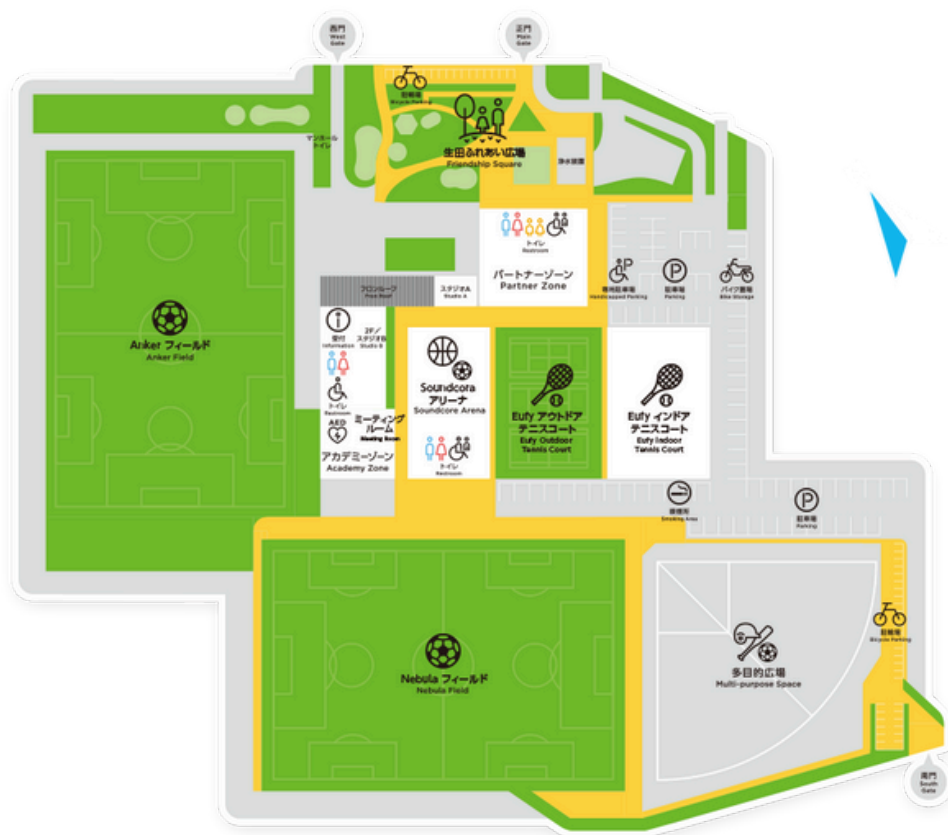 西門
West
Gate
正門
Main
Gate
駐輪場
Bicycle Parking
マンホール
トイレ
生田ふれあい広場
Friendship Square
浄水装置
トイレ
Restroom
パートナーゾーン
Partner Zone
専用駐車場
Handicapped Parking
P
P
駐車場
Parking
バイク置場
Bike Storage
フロンルーフ
スタジオA
Studio A
受付
Information
2F/
スタジオB
Studio B
トイレ
Restroom
AED
ミーティング
ルーム
Meeting Room
アカデミーゾーン
Academy Zone
Anker フィールド
Anker Field
Soundcore
アリーナ
Soundcore Arena
トイレ
Restroom
Eufy アウトドア
テニスコート
Eufy Outdoor
Tennis Court
Eufy インドア
テニスコート
Eufy Indoor
Tennis Court
喫煙所
Smoking Area
P
駐車場
Parking
Nebula フィールド
Nebula Field
多目的広場
Multi-purpose Space
駐輪場
Bicycle Parking
南門
South
Gate